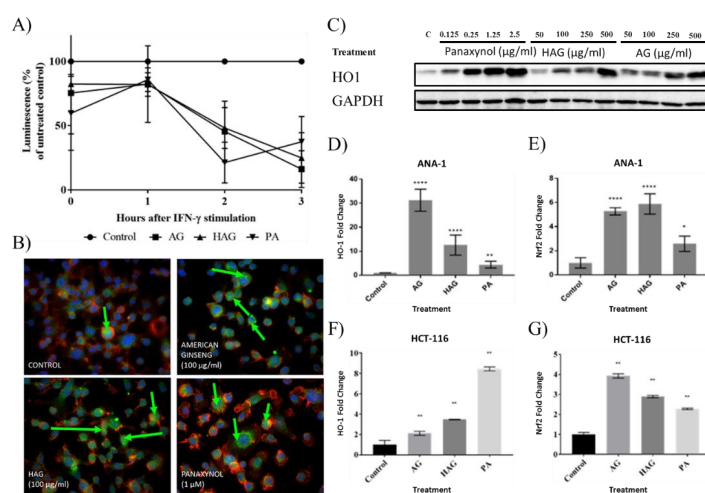 A)
Luminescence (% of untreated control)
100
50
0
0 1 2 3
Hours after IFN-γ stimulation
Control AG HAG PA
B)
CONTROL
AMERICAN
GINSENG
(100 µg/ml)
HAG
(100 µg/ml)
PANAXYNOL
(1 µM)
C)
C 0.125 0.25 1.25 2.5 50 100 250 500 50 100 250 500
Treatment Panaxynol (µg/ml) HAG (µg/ml) AG (µg/ml)
HO1
GAPDH
D)
ANA-1
HO-1 Fold Change
40
30
20
10
0
****
****
**
Control AG HAG PA
Treatment
E)
ANA-1
Nrf2 Fold Change
8
6
4
2
0
****
****
*
Control AG HAG PA
Treatment
F)
HCT-116
HO-1 Fold Change
10
8
6
4
2
0
**
**
**
Control AG HAG PA
Treatment
G)
HCT-116
Nrf2 Fold Change
5
4
3
2
1
0
**
**
**
Control AG HAG PA
Treatment